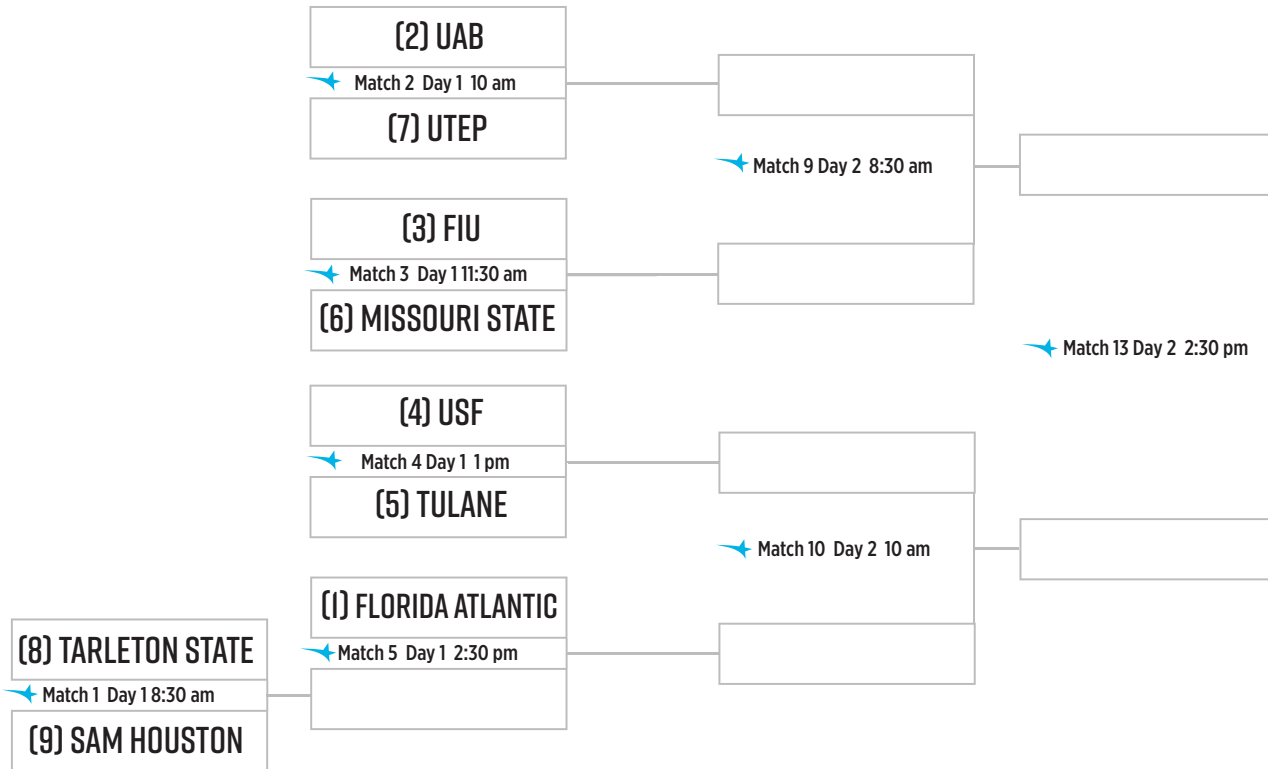 (2) UAB
Match 2 Day 1 10 am
(7) UTEP
Match 9 Day 2 8:30 am
(3) FIU
Match 3 Day 1 11:30 am
(6) MISSOURI STATE
Match 13 Day 2 2:30 pm
(4) USF
Match 4 Day 1 1 pm
(5) TULANE
Match 10 Day 2 10 am
(1) FLORIDA ATLANTIC
Match 5 Day 1 2:30 pm
(8) TARLETON STATE
Match 1 Day 1 8:30 am
(9) SAM HOUSTON